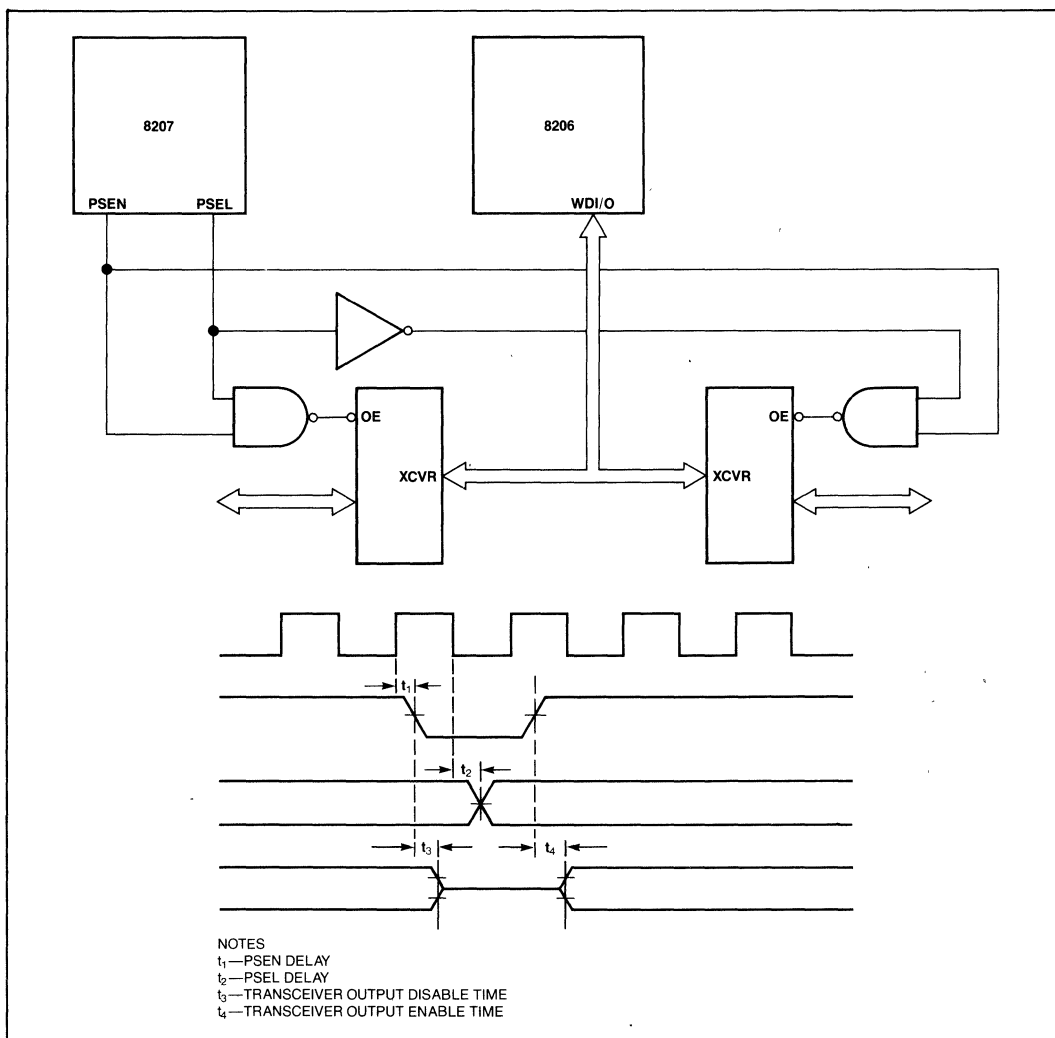 8207
8206
PSEN
PSEL
WDI/O
OE
OE
XCVR
XCVR
t₁
t₂
t₃
t₄
NOTES
t₁—PSEN DELAY
t₂—PSEL DELAY
t₃—TRANSCEIVER OUTPUT DISABLE TIME
t₄—TRANSCEIVER OUTPUT ENABLE TIME